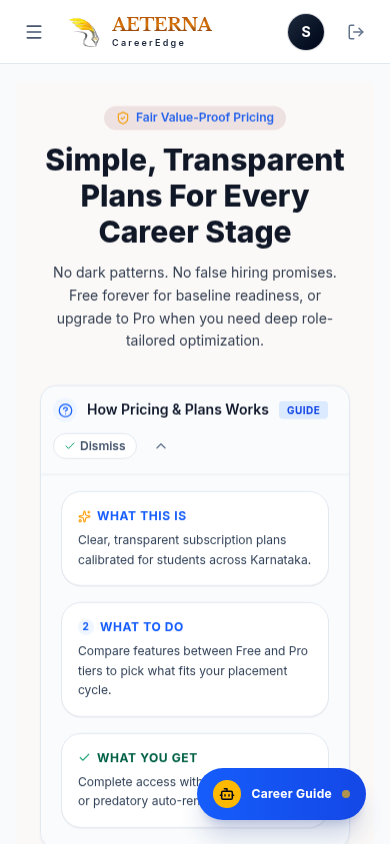 AETERNA
CareerEdge
S
Fair Value-Proof Pricing
Simple, Transparent
Plans For Every
Career Stage
No dark patterns. No false hiring promises.
Free forever for baseline readiness, or
upgrade to Pro when you need deep role-
tailored optimization.
How Pricing & Plans Works
GUIDE
Dismiss
WHAT THIS IS
Clear, transparent subscription plans
calibrated for students across Karnataka.
2 WHAT TO DO
Compare features between Free and Pro
tiers to pick what fits your placement
cycle.
WHAT YOU GET
Complete access
or predatory
Career Guide